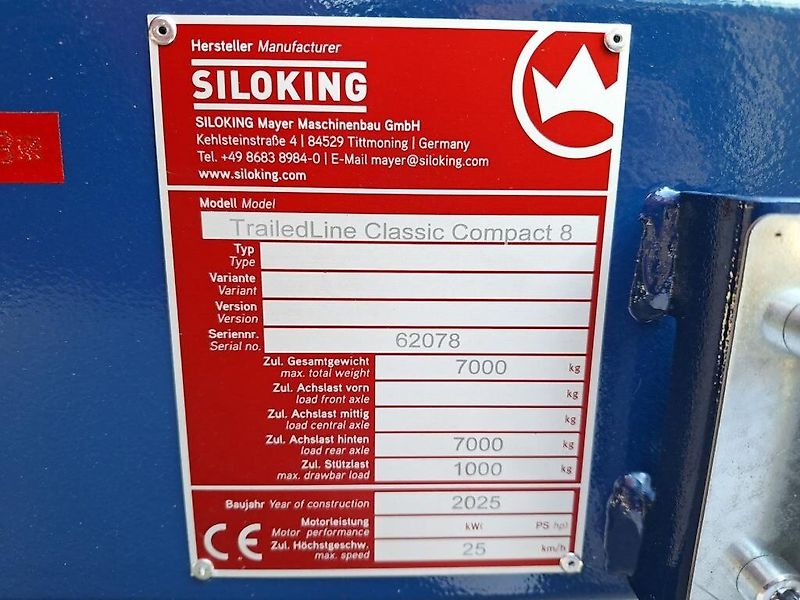 Hersteller Manufacturer
SILOKING
SILOKING Mayer Maschinenbau GmbH
Kehlsteinstraße 4 | 84529 Tittmoning | Germany
Tel. +49 8683 8984-0 | E-Mail mayer@siloking.com
www.siloking.com
Modell Model
TrailedLine Classic Compact 8
Typ
Type
Variante
Variant
Version
Version
Seriennr.
Serial no. 62078
Zul. Gesamtgewicht
max. total weight 7000 kg
Zul. Achslast vorn
load front axle kg
Zul. Achslast mittig
load central axle kg
Zul. Achslast hinten
load rear axle 7000 kg
Zul. Stützlast
max. drawbar load 1000 kg
Baujahr Year of construction 2025
Motorleistung
Motor performance kW( PS hp)
Zul. Höchstgeschw.
max. speed 25 km/h
CE